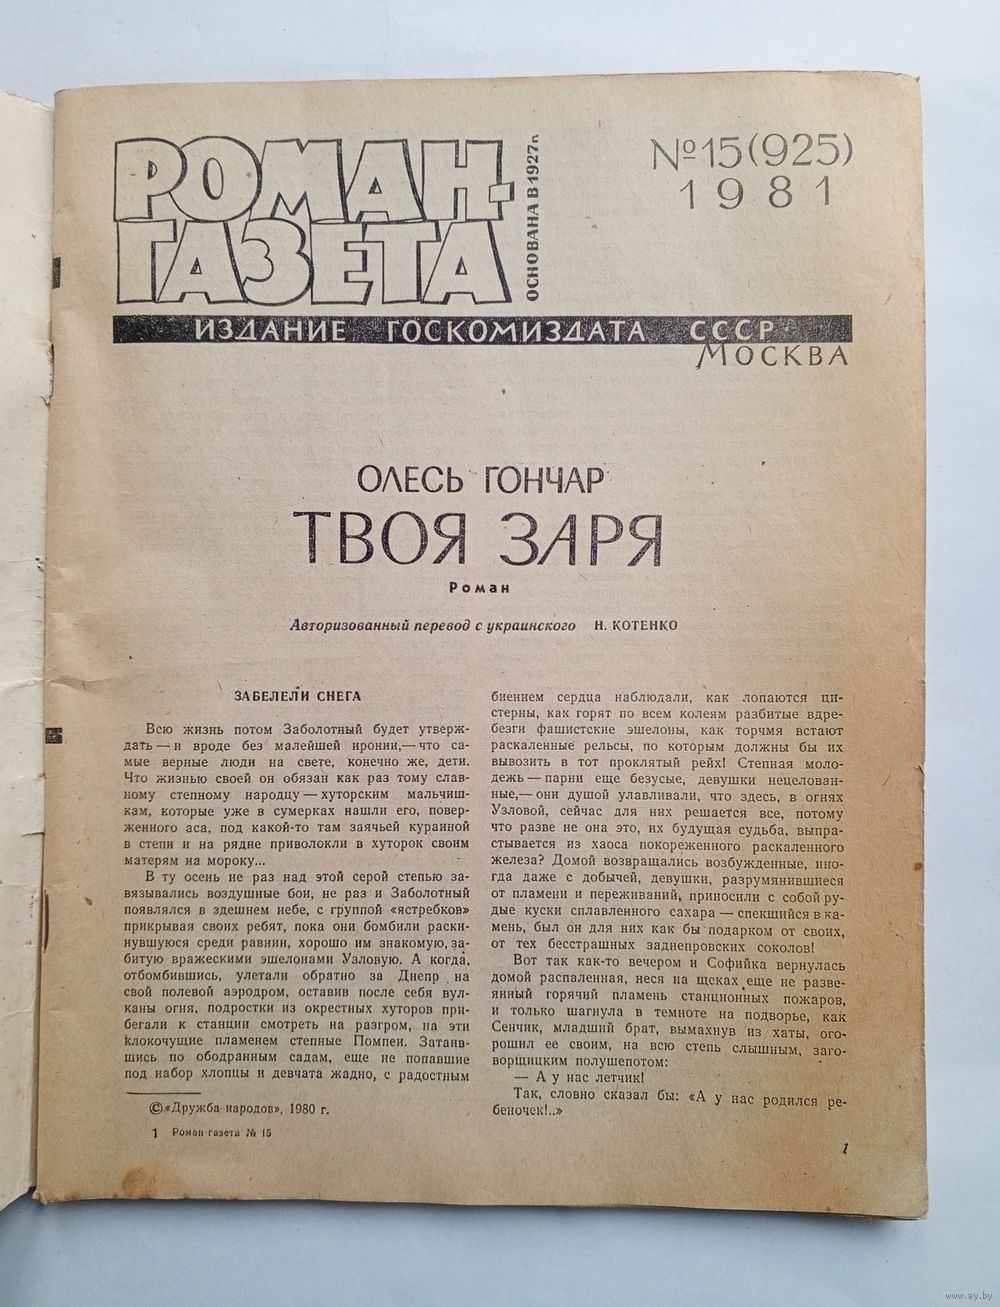 РОМАН-
ГАЗЕТА
ОСНОВАНА В 1927 г.
№15(925)
1981
ИЗДАНИЕ ГОСКОМИЗДАТА СССР
МОСКВА
ОЛЕСЬ ГОНЧАР
ТВОЯ ЗАРЯ
Роман
Авторизованный перевод с украинского Н. КОТЕНКО
ЗАБЕЛЕЛИ СНЕГА
Всю жизнь потом Заболотный будет утверж-
дать — и вроде без малейшей иронии,— что са-
мые верные люди на свете, конечно же, дети.
Что жизнью своей он обязан как раз тому слав-
ному степному народцу — хуторским мальчиш-
кам, которые уже в сумерках нашли его, повер-
женного аса, под какой-то там заячьей кураиной
в степи и на рядне приволокли в хуторок своим
матерям на мороку...
В ту осень не раз над этой серой степью за-
вязывались воздушные бои, не раз и Заболотный
появлялся в здешнем небе, с группой «ястребков»
прикрывая своих ребят, пока они бомбили раски-
нувшуюся среди равнин, хорошо им знакомую, за-
битую вражескими эшелонами Узловую. А когда,
отбомбившись, улетали обратно за Днепр на
свой полевой аэродром, оставив после себя вул-
каны огня, подростки из окрестных хуторов при-
бегали к станции смотреть на разгром, на эти
клокочущие пламенем степные Помпеи. Затаив-
шись по ободранным садам, еще не попавшие
под набор хлопцы и девчата жадно, с радостным
©«Дружба народов», 1980 г.
1 Роман-газета № 15
биением сердца наблюдали, как лопаются ци-
стерны, как горят по всем колеям разбитые вдре-
безги фашистские эшелоны, как торчмя встают
раскаленные рельсы, по которым должны бы их
вывозить в тот проклятый рейх! Степная моло-
дежь — парни еще безусые, девушки нецелован-
ные,— они душой улавливали, что здесь, в огнях
Узловой, сейчас для них решается все, потому
что разве не она это, их будущая судьба, выпра-
стывается из хаоса покореженного раскаленного
железа? Домой возвращались возбужденные, ино-
гда даже с добычей, девушки, разрумянившиеся
от пламени и переживаний, приносили с собой ру-
дые куски сплавленного сахара — спекшийся в ка-
мень, был он для них как бы подарком от своих,
от тех бесстрашных заднепровских соколов!
Вот так как-то вечером и Софийка вернулась
домой распаленная, неся на щеках еще не разве-
янный горячий пламень станционных пожаров,
и только шагнула в темноте на подворье, как
Сенчик, младший брат, вымахнув из хаты, ого-
рошил ее своим, на всю степь слышным, заго-
ворщицким полушепотом:
— А у нас летчик!
Так, словно сказал бы: «А у нас родился ре-
беночек!..»
1
www.ay.by